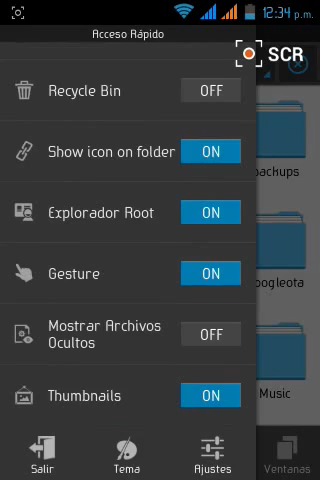 12:34 p.m.
Acceso Rápido
SCR
Recycle Bin
OFF
Show icon on folder
ON
backups
Explorador Root
ON
Gesture
ON
oogleota
Mostrar Archivos
Ocultos
OFF
Thumbnails
ON
Music
Salir
Tema
Ajustes
Ventanas